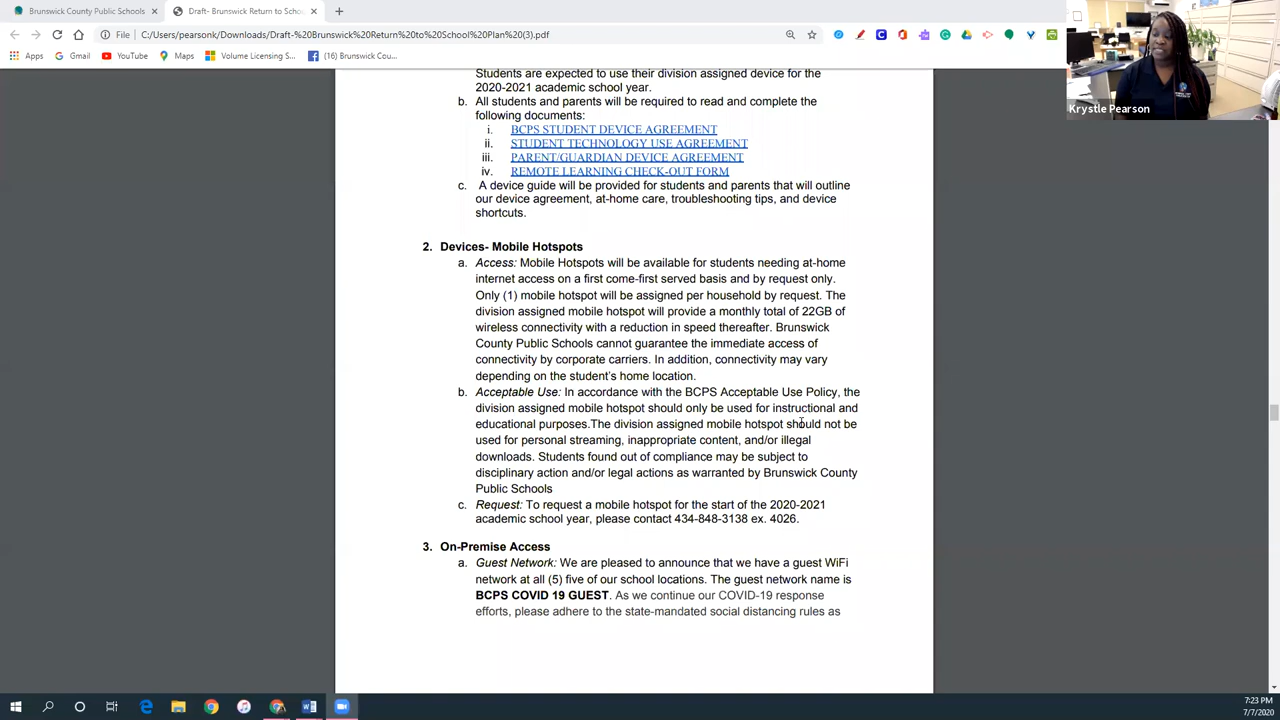 Brunswick County Public Schools
Draft- Brunswick Return to Scho
File
C:/Users/pearsonk/Downloads/Draft-%20Brunswick%20Return%20to%20School%20Plan%20(3).pdf
Apps
Gmail
YouTube
Maps
Volume Licensing S...
(16) Brunswick Cou...
Krystle Pearson
Students are expected to use their division assigned device for the
2020-2021 academic school year.
b. All students and parents will be required to read and complete the
following documents:
i. BCPS STUDENT DEVICE AGREEMENT
ii. STUDENT TECHNOLOGY USE AGREEMENT
iii. PARENT/GUARDIAN DEVICE AGREEMENT
iv. REMOTE LEARNING CHECK-OUT FORM
c. A device guide will be provided for students and parents that will outline
our device agreement, at-home care, troubleshooting tips, and device
shortcuts.
2. Devices- Mobile Hotspots
a. Access: Mobile Hotspots will be available for students needing at-home
internet access on a first come-first served basis and by request only.
Only (1) mobile hotspot will be assigned per household by request. The
division assigned mobile hotspot will provide a monthly total of 22GB of
wireless connectivity with a reduction in speed thereafter. Brunswick
County Public Schools cannot guarantee the immediate access of
connectivity by corporate carriers. In addition, connectivity may vary
depending on the student's home location.
b. Acceptable Use: In accordance with the BCPS Acceptable Use Policy, the
division assigned mobile hotspot should only be used for instructional and
educational purposes.The division assigned mobile hotspot should not be
used for personal streaming, inappropriate content, and/or illegal
downloads. Students found out of compliance may be subject to
disciplinary action and/or legal actions as warranted by Brunswick County
Public Schools
c. Request: To request a mobile hotspot for the start of the 2020-2021
academic school year, please contact 434-848-3138 ex. 4026.
3. On-Premise Access
a. Guest Network: We are pleased to announce that we have a guest WiFi
network at all (5) five of our school locations. The guest network name is
BCPS COVID 19 GUEST. As we continue our COVID-19 response
efforts, please adhere to the state-mandated social distancing rules as
7:23 PM
7/7/2020